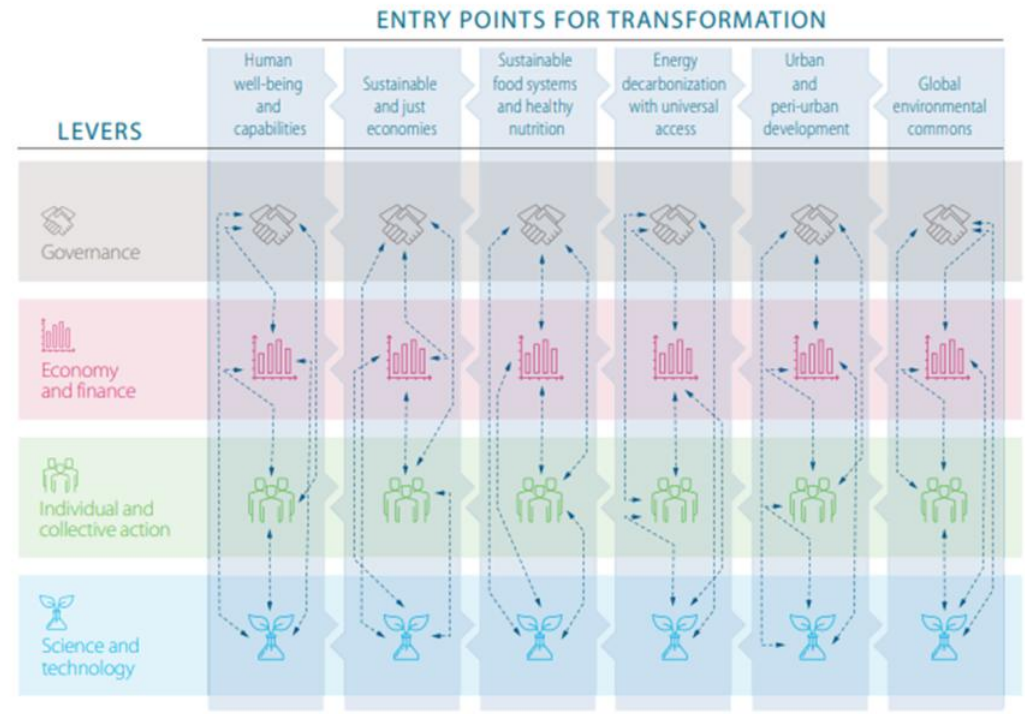 ENTRY POINTS FOR TRANSFORMATION
LEVERS
Human
well-being
and
capabilities
Sustainable
and just
economies
Sustainable
food systems
and healthy
nutrition
Energy
decarbonization
with universal
access
Urban
and
peri-urban
development
Global
environmental
commons
Governance
Economy
and finance
Individual and
collective action
Science and
technology